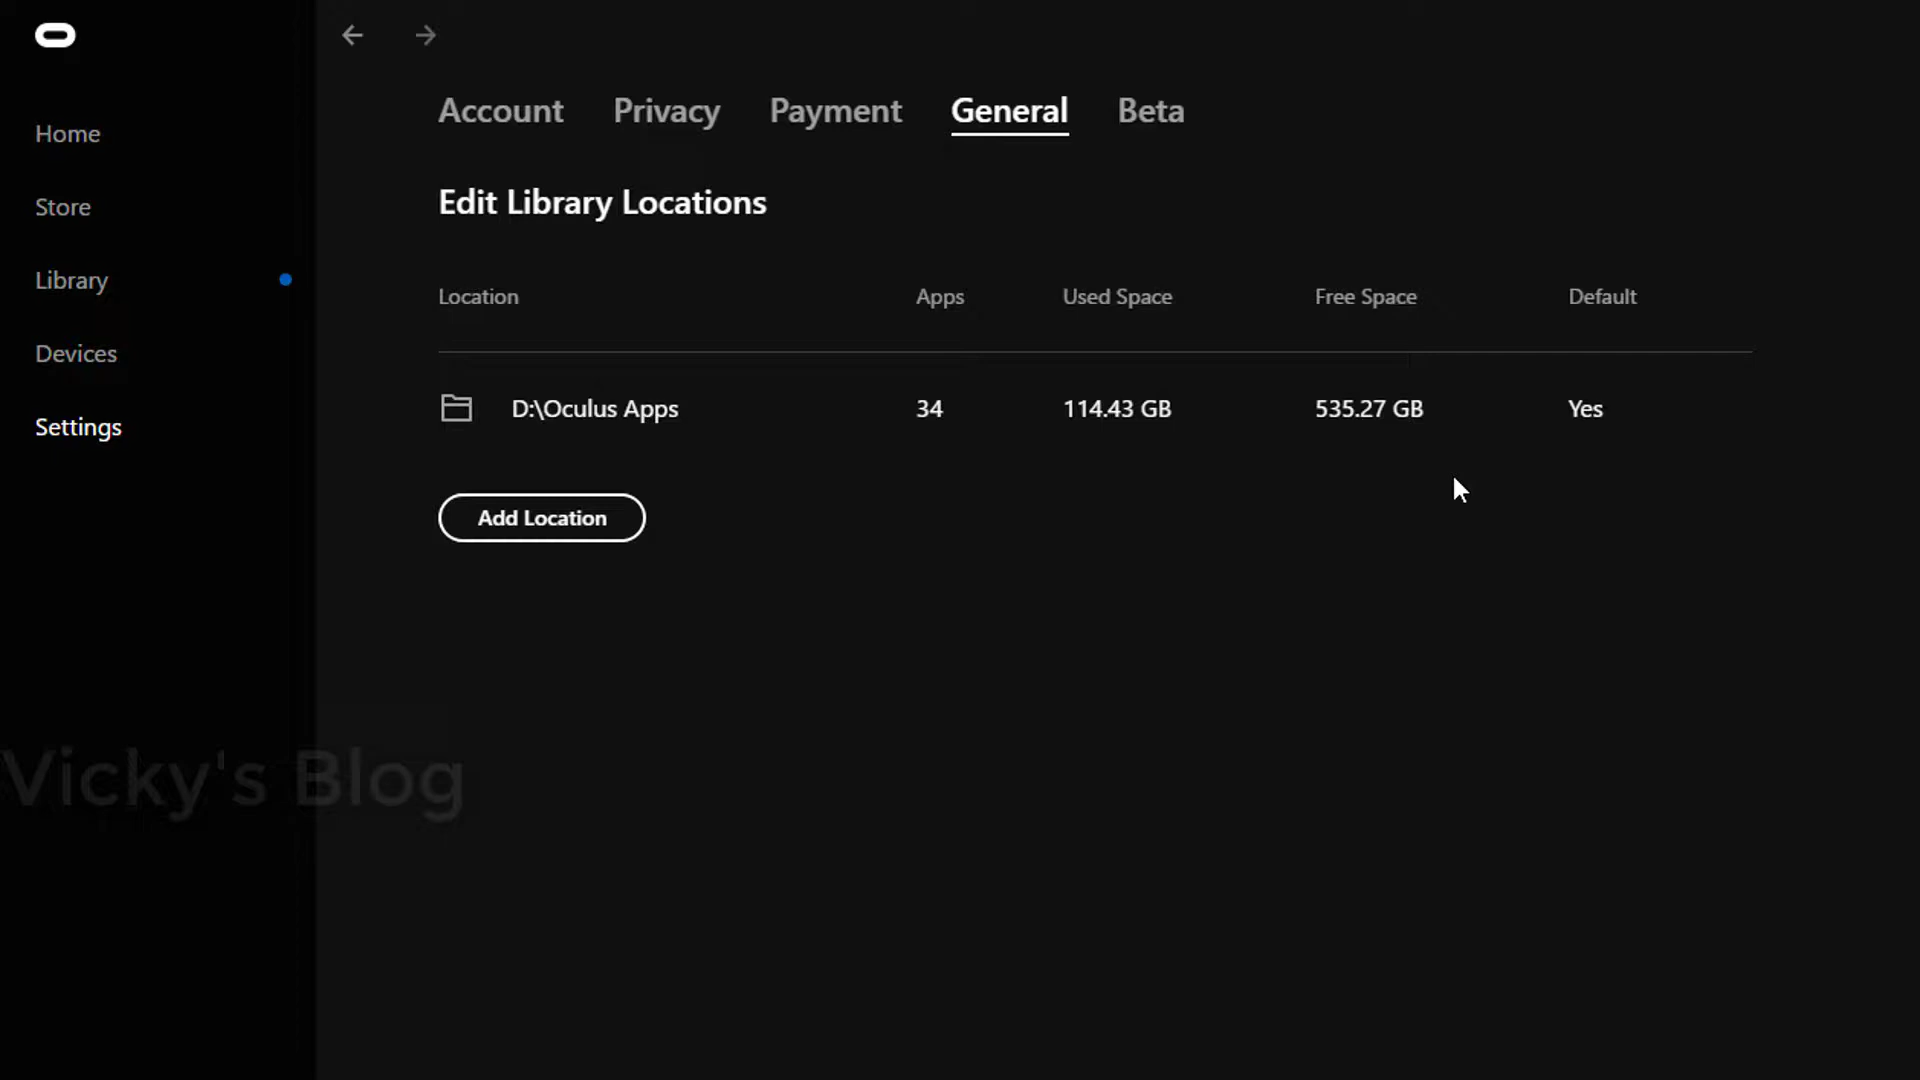 Home
Store
Library
Devices
Settings
Account Privacy Payment General Beta
Edit Library Locations
Location Apps Used Space Free Space Default
D:\Oculus Apps 34 114.43 GB 535.27 GB Yes
Add Location
Vicky's Blog